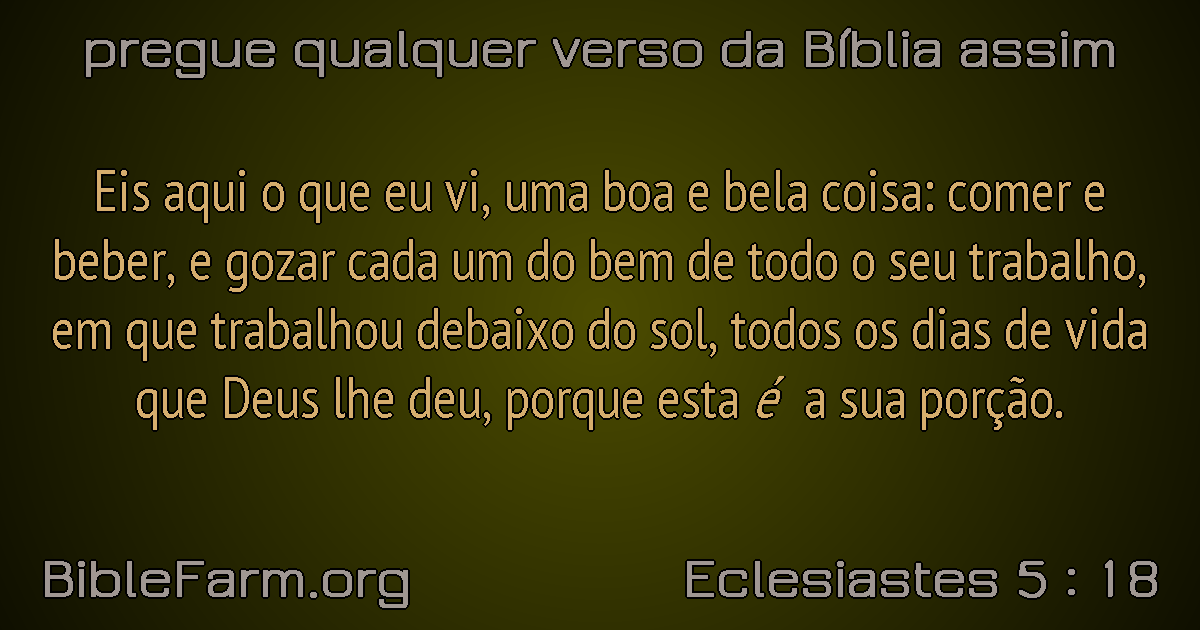 pregue qualquer verso da Bíblia assim
Eis aqui o que eu vi, uma boa e bela coisa: comer e
beber, e gozar cada um do bem de todo o seu trabalho,
em que trabalhou debaixo do sol, todos os dias de vida
que Deus lhe deu, porque esta é a sua porção.
BibleFarm.org
Eclesiastes 5 : 18